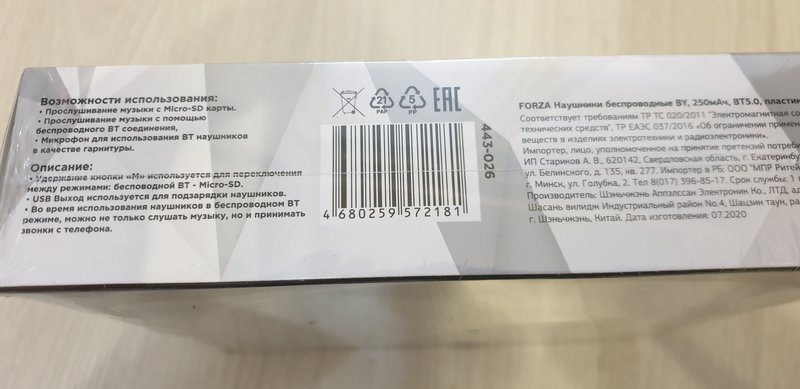 Возможности использования:
• Прослушивание музыки с Micro-SD карты.
• Прослушивание музыки с помощью
беспроводного BT соединения,
• Микрофон для использования BT наушников
в качестве гарнитуры.
Описание:
• Удержание кнопки «М» используется для переключения
между режимами: бесповодной BT - Micro-SD.
• USB Выход используется для подзарядки наушников.
• Во время использования наушников в беспроводном BT
режиме, можно не только слушать музыку, но и принимать
звонки с телефона.
21
PAP
5
PP
EAC
443-026
4 680259 572181
FORZA Наушники беспроводные BY, 250мАч, BT5.0, пластик
Соответствует требованиям ТР ТС 020/2011 "Электромагнитная со
технических средств", ТР ЕАЭС 037/2016 «Об ограничении примене
веществ в изделиях электротехники и радиоэлектроники».
Импортер, лицо, уполномоченное на принятие претензий потреби
ИП Стариков А. В., 620142, Свердловская область, г. Екатеринбур
ул. Белинского, д. 135, кв. 277. Импортер в РБ: ООО "МПР Ритей
г. Минск, ул. Голубка, 2. Тел 8(017) 396-85-17. Срок службы: 1
Производитель: Шэньчжэнь Аппэлссан Электроник Ко., ЛТД, ад
Шасань вилидж Индустриальный район No.4, Шацзин таун, ра
г. Шэньчжэнь, Китай. Дата изготовления: 07.2020